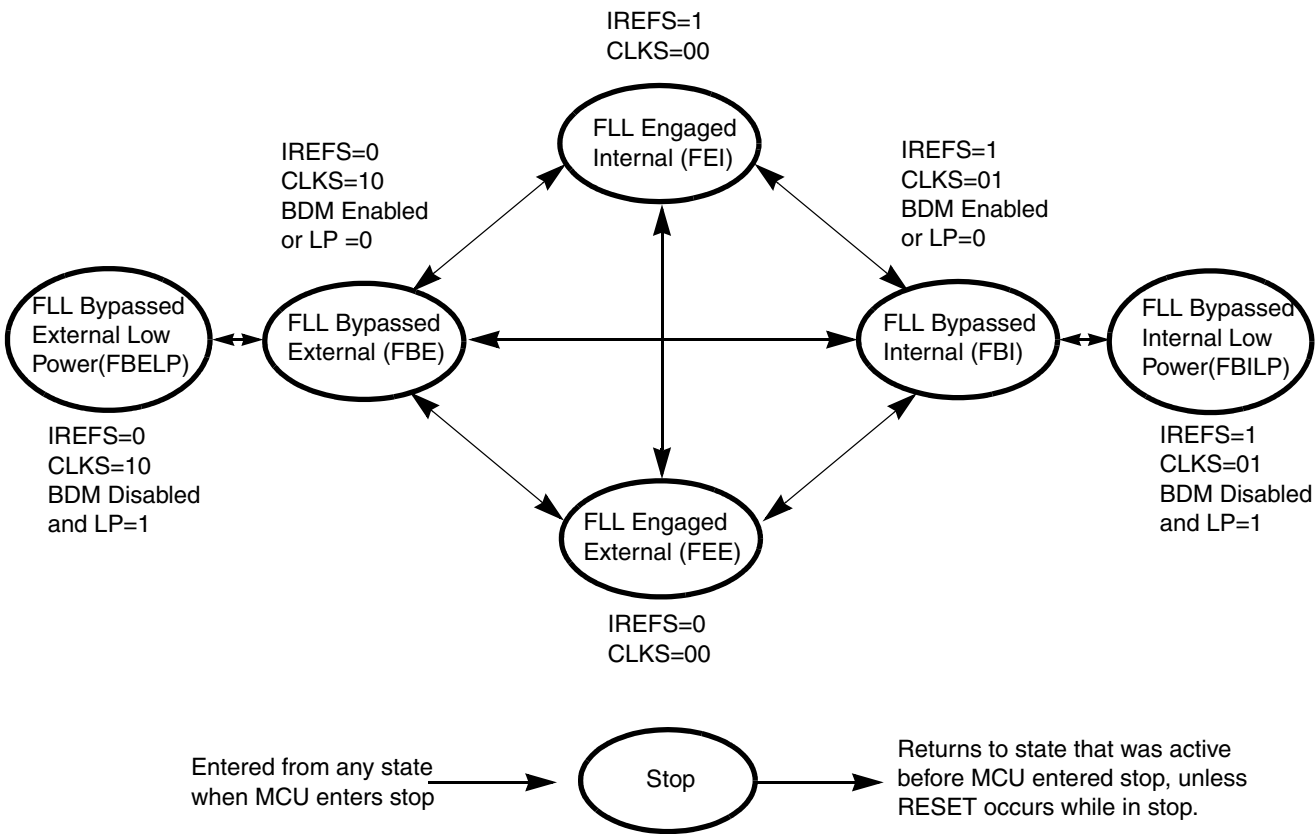 IREFS=1
CLKS=00
FLL Engaged
Internal (FEI)
IREFS=0
CLKS=10
BDM Enabled
or LP =0
IREFS=1
CLKS=01
BDM Enabled
or LP=0
FLL Bypassed
External Low
Power(FBELP)
FLL Bypassed
External (FBE)
FLL Bypassed
Internal (FBI)
FLL Bypassed
Internal Low
Power(FBILP)
IREFS=0
CLKS=10
BDM Disabled
and LP=1
IREFS=1
CLKS=01
BDM Disabled
and LP=1
FLL Engaged
External (FEE)
IREFS=0
CLKS=00
Entered from any state
when MCU enters stop
Stop
Returns to state that was active
before MCU entered stop, unless
RESET occurs while in stop.